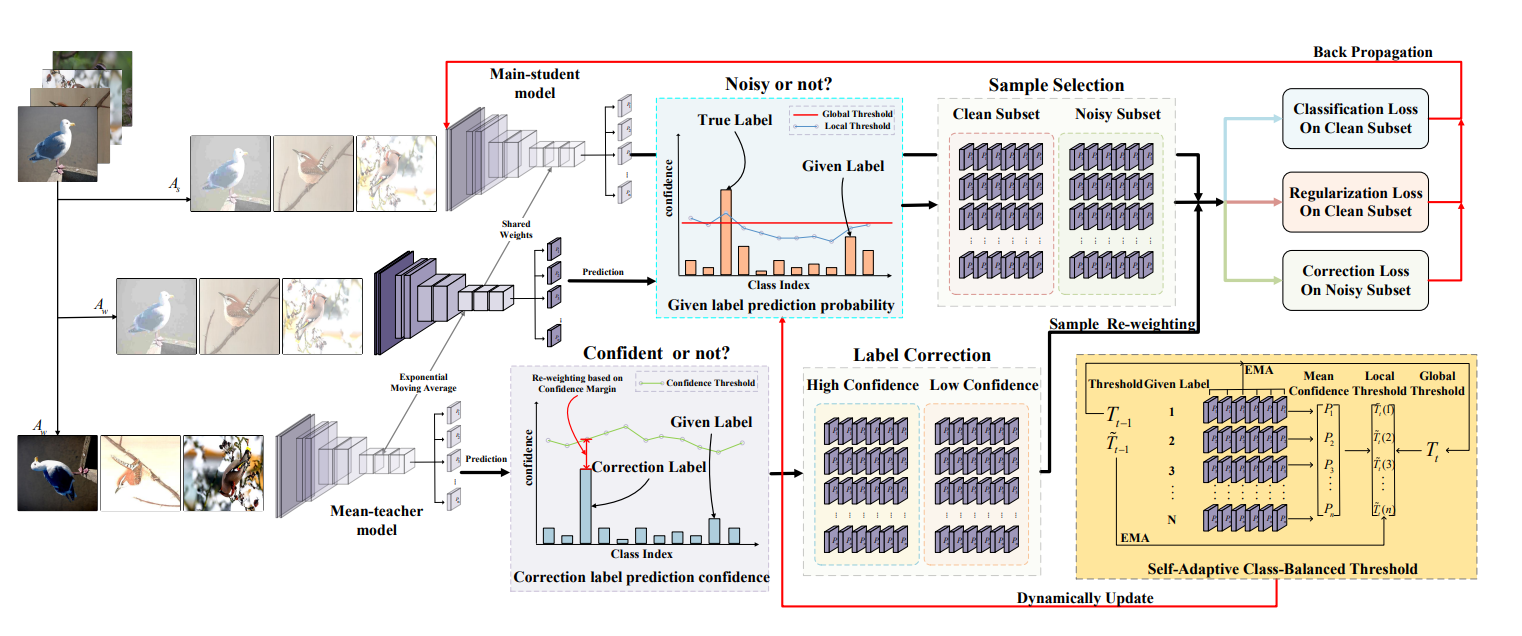 Back Propagation
Main-student
model
Noisy or not?
Sample Selection
Global Threshold
Local Threshold
True Label
Given Label
confidence
Class Index
Given label prediction probability
Clean Subset
Noisy Subset
Classification Loss
On Clean Subset
Regularization Loss
On Clean Subset
Correction Loss
On Noisy Subset
A_s
Shared
Weights
Prediction
A_w
Exponential
Moving Average
A_w
Mean-teacher
model
Prediction
Confident or not?
Re-weighting based on
Confidence Margin
Confidence Threshold
Given Label
Correction Label
confidence
Class Index
Correction label prediction confidence
Label Correction
High Confidence
Low Confidence
Sample Re-weighting
EMA
Threshold
Given Label
Mean
Confidence
Local
Threshold
Global
Threshold
T_{t-1}
T̃_{t-1}
1
2
3
N
P_1
P_2
P_3
P_n
T̃_t(1)
T̃_t(2)
T̃_t(3)
T̃_t(n)
T_t
EMA
Self-Adaptive Class-Balanced Threshold
Dynamically Update